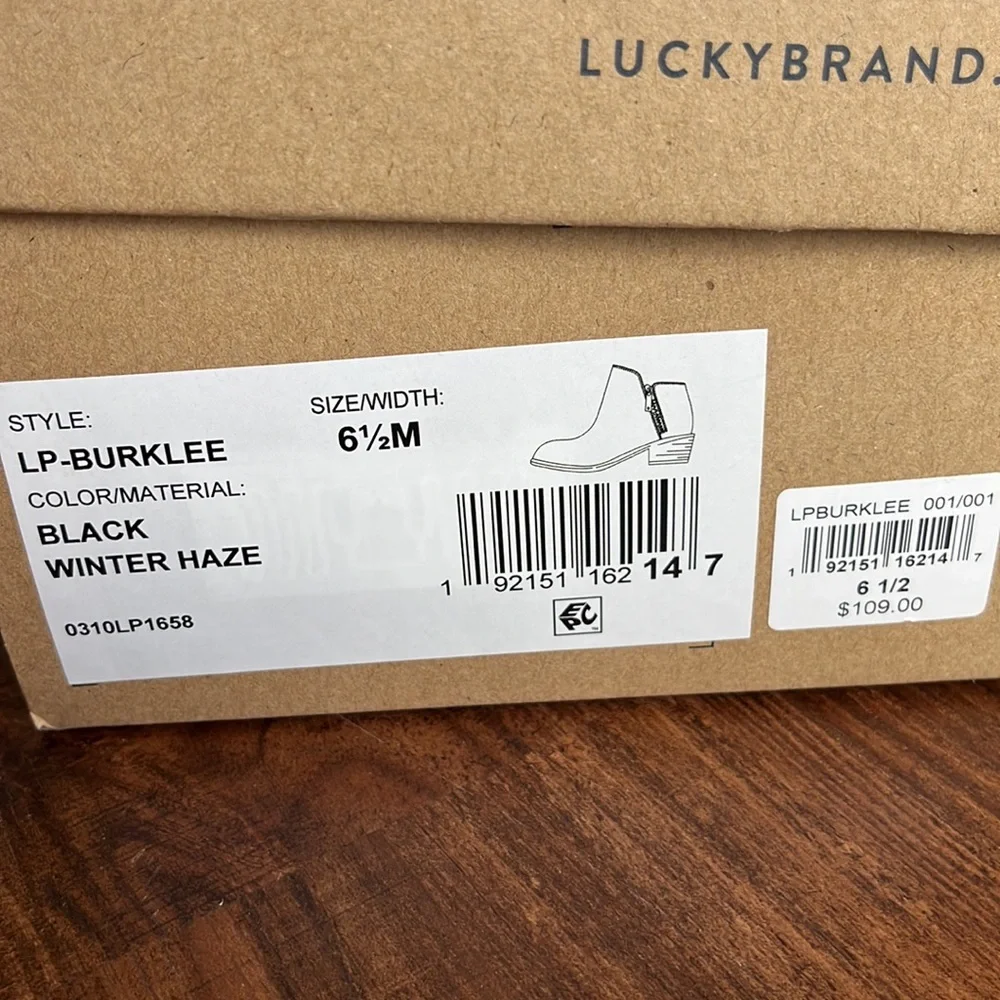 LUCKYBRAND.
STYLE:
LP-BURKLEE
SIZE/WIDTH:
6½M
COLOR/MATERIAL:
BLACK
WINTER HAZE
0310LP1658
1 92151 162 14 7
EPC
LPBURKLEE 001/001
1 92151 16214 7
6 1/2
$109.00